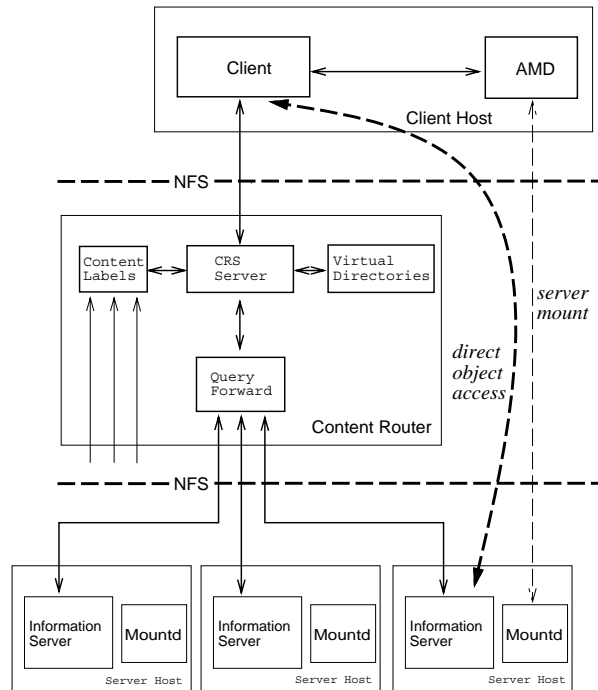 Client
AMD
Client Host
NFS
Content
Labels
CRS
Server
Virtual
Directories
server
mount
direct
object
access
Query
Forward
Content Router
NFS
Information
Server
Mountd
Server Host
Information
Server
Mountd
Server Host
Information
Server
Mountd
Server Host